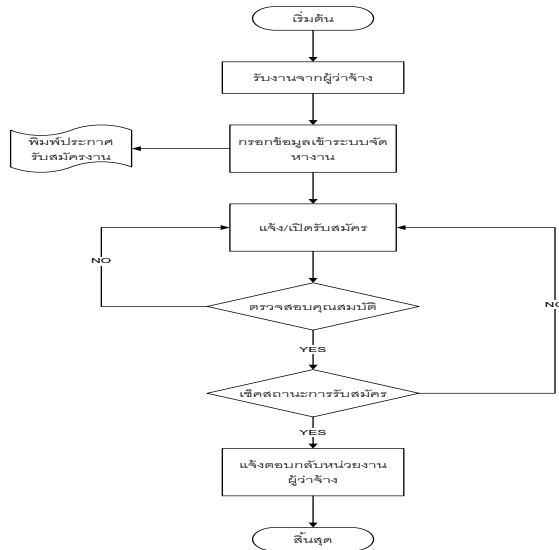 เริ่มต้น
รับงานจากผู้ว่าจ้าง
พิมพ์ประกาศ
รับสมัครงาน
กรอกข้อมูลเข้าระบบจัด
หางาน
แจ้ง/เปิดรับสมัคร
NO
ตรวจสอบคุณสมบัติ
NO
YES
เช็คสถานะการรับสมัคร
YES
แจ้งตอบกลับหน่วยงาน
ผู้ว่าจ้าง
สิ้นสุด